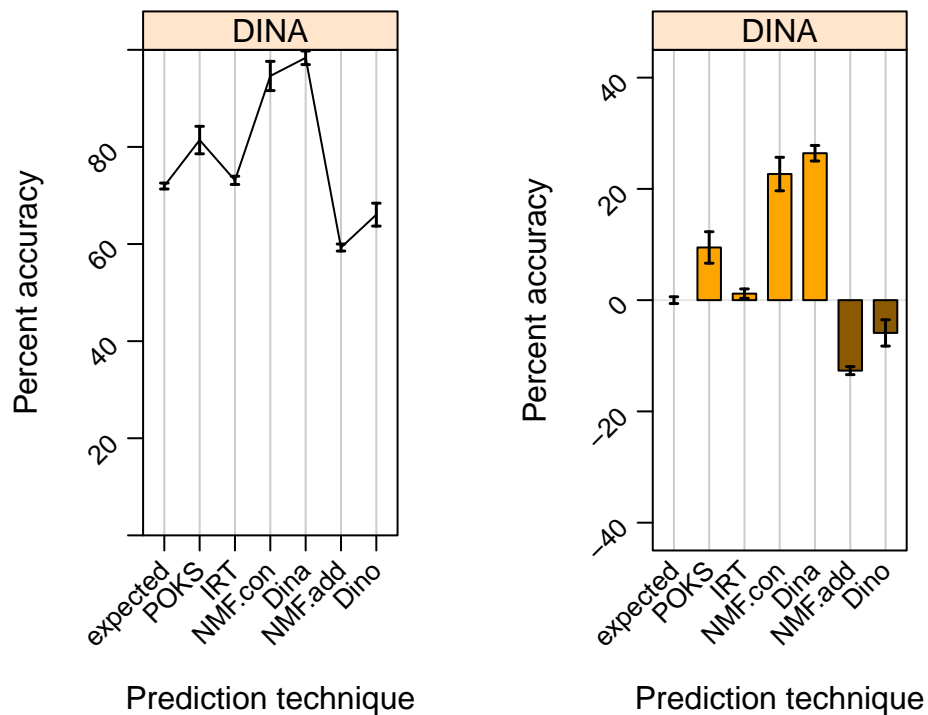 DINA
Percent accuracy
80
60
40
20
expected
POKS
IRT
NMF.con
Dina
NMF.add
Dino
Prediction technique
DINA
Percent accuracy
40
20
0
−20
−40
expected
POKS
IRT
NMF.con
Dina
NMF.add
Dino
Prediction technique